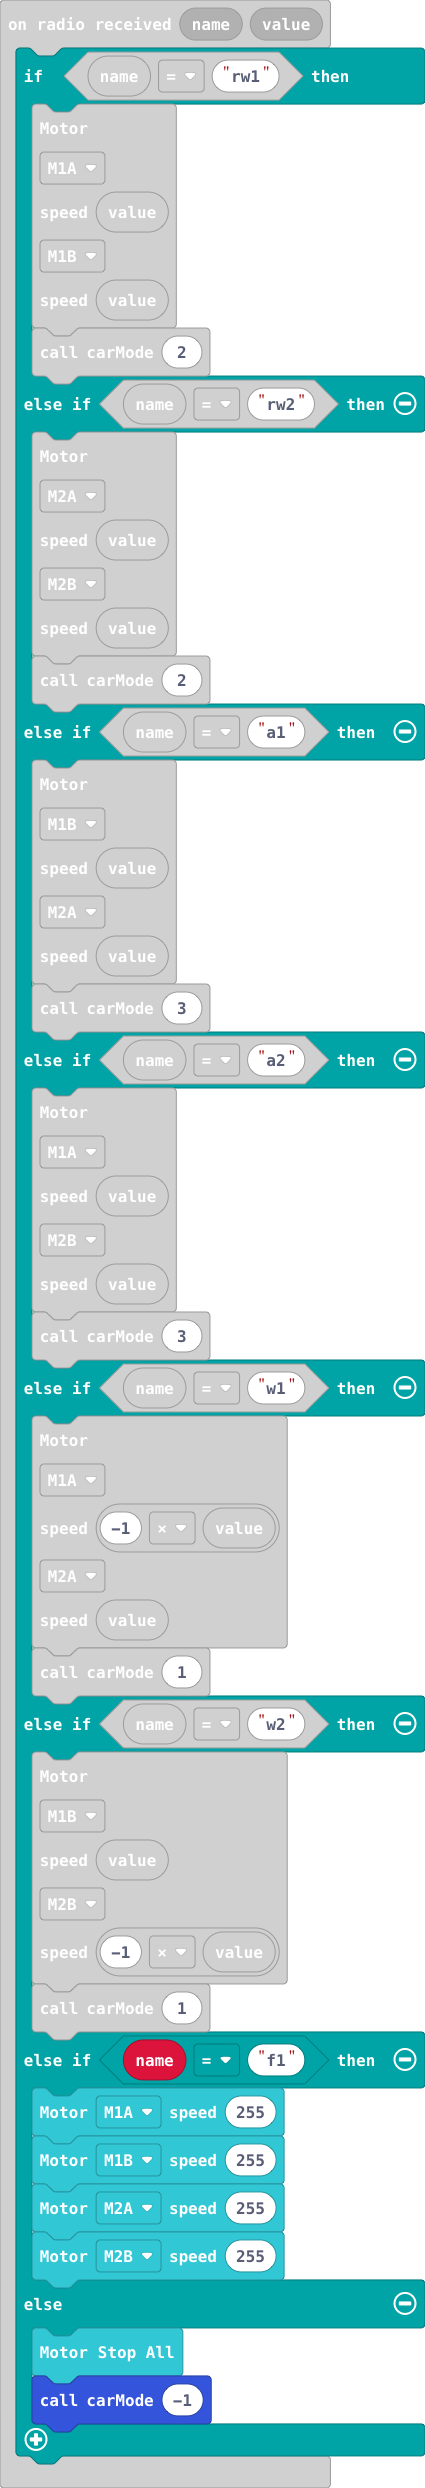 on radio received name value
if name = "rw1" then
Motor
M1A
speed value
M1B
speed value
call carMode 2
else if name = "rw2" then
Motor
M2A
speed value
M2B
speed value
call carMode 2
else if name = "a1" then
Motor
M1B
speed value
M2A
speed value
call carMode 3
else if name = "a2" then
Motor
M1A
speed value
M2B
speed value
call carMode 3
else if name = "w1" then
Motor
M1A
speed -1 × value
M2A
speed value
call carMode 1
else if name = "w2" then
Motor
M1B
speed value
M2B
speed -1 × value
call carMode 1
else if name = "f1" then
Motor M1A speed 255
Motor M1B speed 255
Motor M2A speed 255
Motor M2B speed 255
else
Motor Stop All
call carMode -1